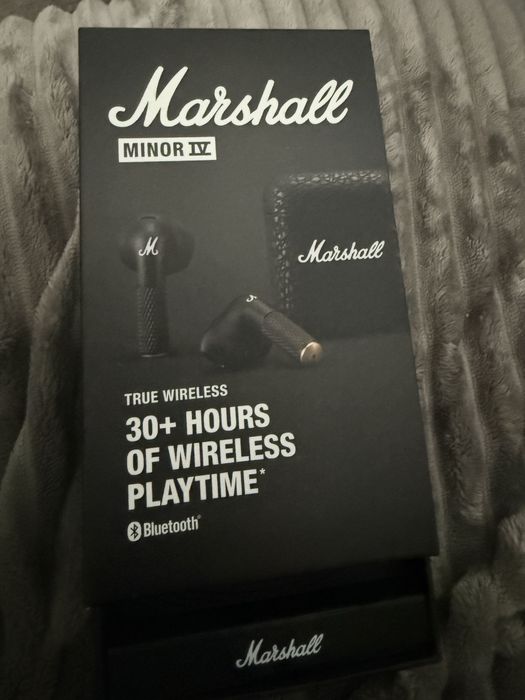 Marshall
MINOR IV
M
Marshall
TRUE WIRELESS
30+ HOURS
OF WIRELESS
PLAYTIME*
Bluetooth®
Marshall